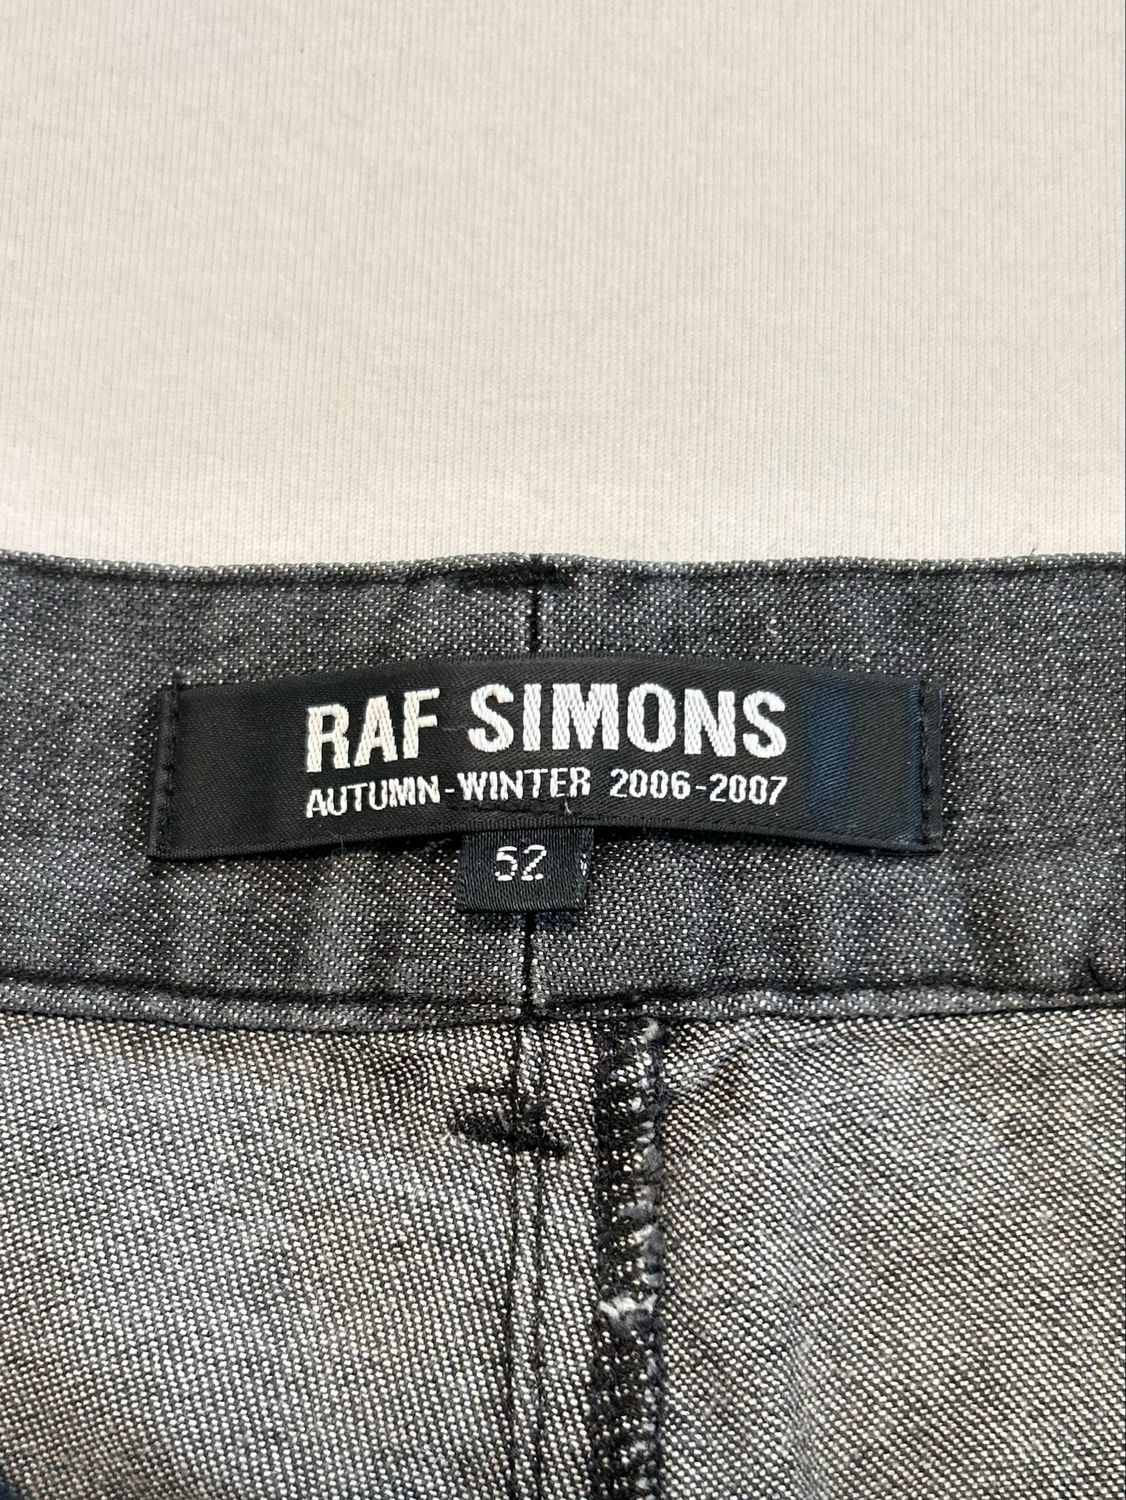 RAF SIMONS
AUTUMN-WINTER 2006-2007
52